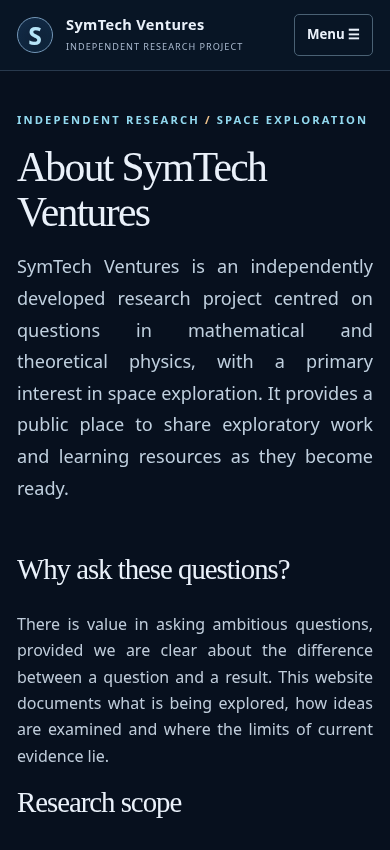 S
SymTech Ventures
INDEPENDENT RESEARCH PROJECT
Menu ☰
INDEPENDENT RESEARCH / SPACE EXPLORATION
About SymTech
Ventures
SymTech Ventures is an independently
developed research project centred on
questions in mathematical and
theoretical physics, with a primary
interest in space exploration. It provides a
public place to share exploratory work
and learning resources as they become
ready.
Why ask these questions?
There is value in asking ambitious questions,
provided we are clear about the difference
between a question and a result. This website
documents what is being explored, how ideas
are examined and where the limits of current
evidence lie.
Research scope